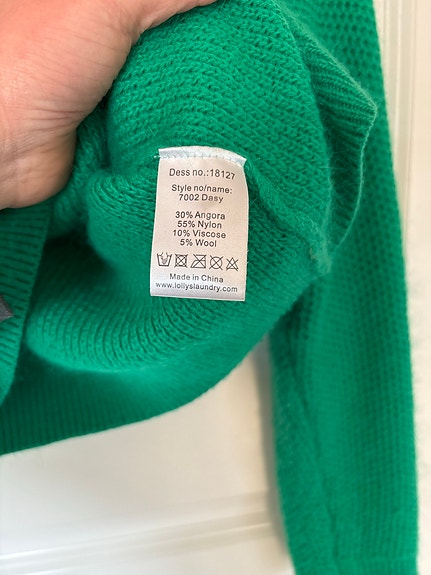 Dess no.:18127
Style no/name:
7002 Dasy
30% Angora
55% Nylon
10% Viscose
5% Wool
Made in China
www.lollyslaundry.com